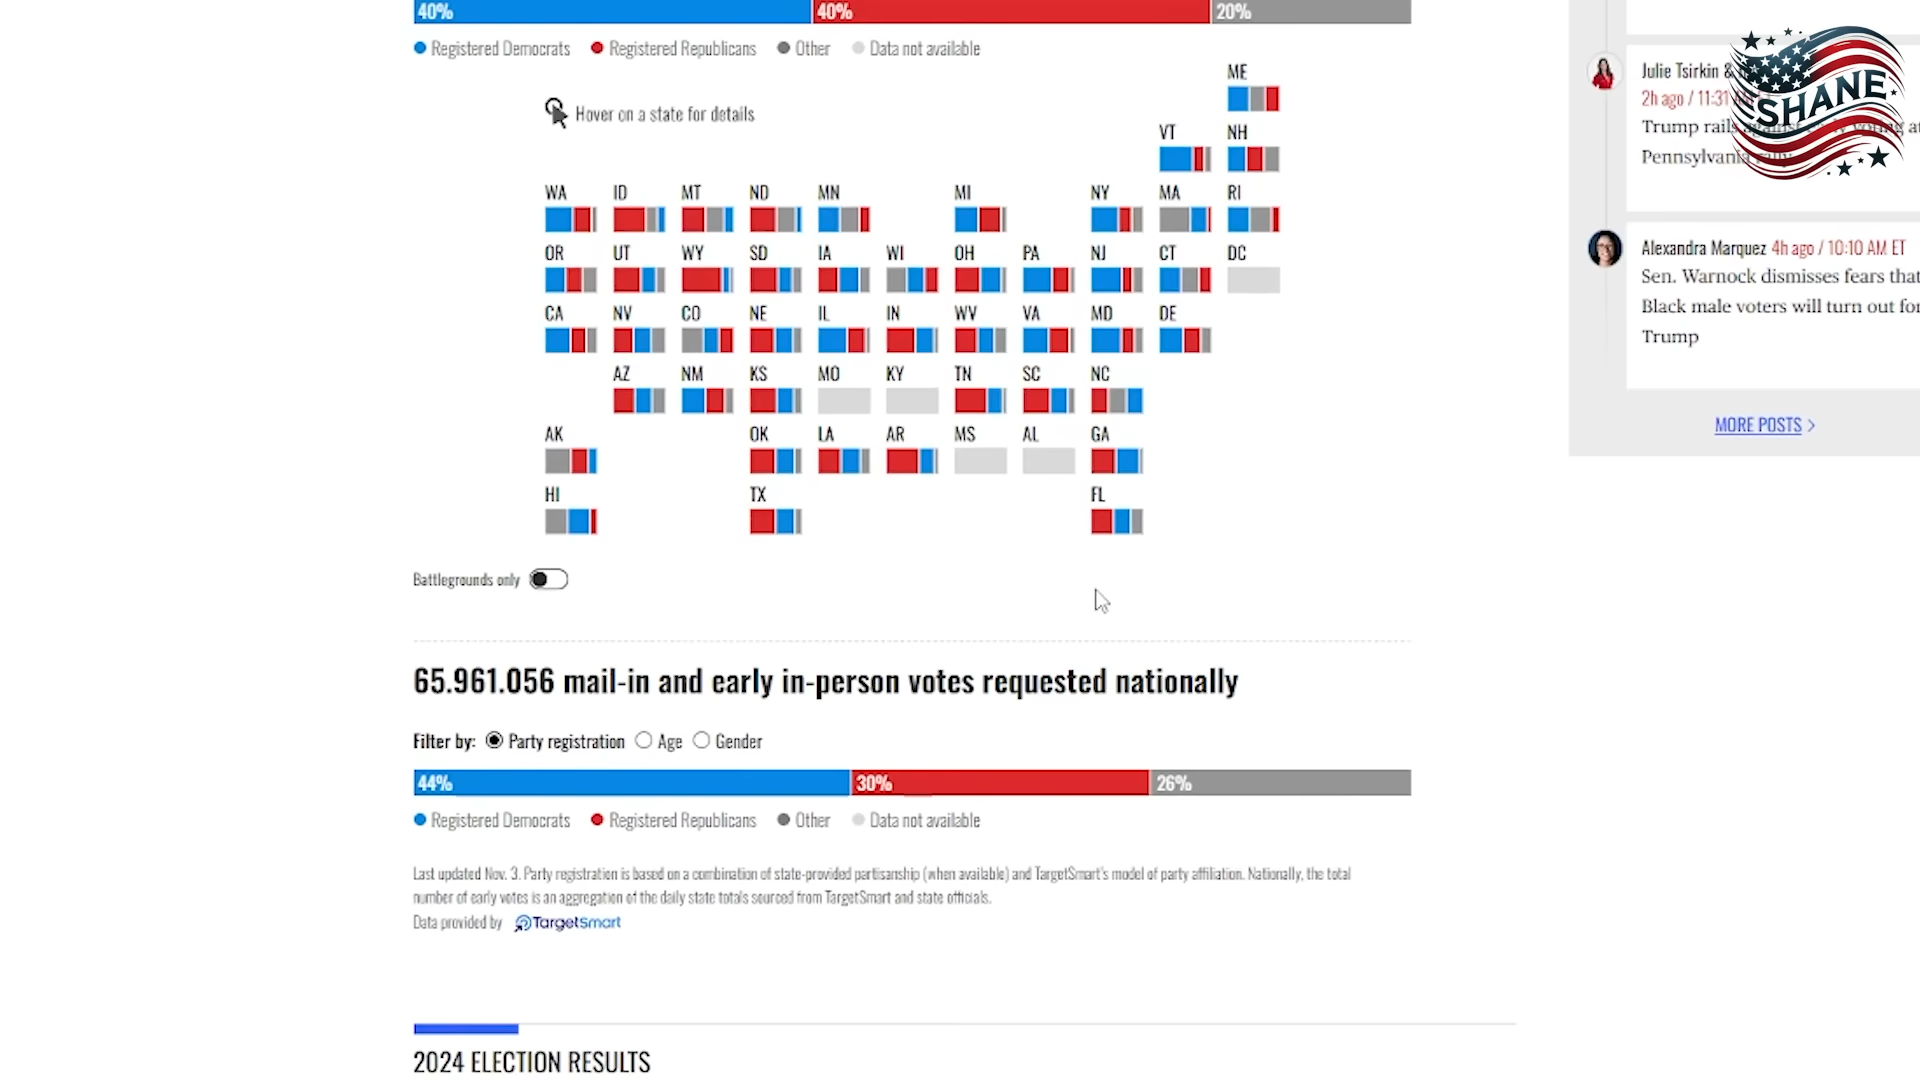 40% 40% 20%
Registered Democrats Registered Republicans Other Data not available
Hover on a state for details
ME
VT NH
WA ID MT ND MN MI NY MA RI
OR UT WY SD IA WI OH PA NJ CT DC
CA NV CO NE IL IN WV VA MD DE
AZ NM KS MO KY TN SC NC
AK OK LA AR MS AL GA
HI TX FL
Battlegrounds only
65.961.056 mail-in and early in-person votes requested nationally
Filter by: Party registration Age Gender
44% 30% 26%
Registered Democrats Registered Republicans Other Data not available
Last updated Nov. 3. Party registration is based on a combination of state-provided partisanship (when available) and TargetSmart's model of party affiliation. Nationally, the total
number of early votes is an aggregation of the daily state totals sourced from TargetSmart and state officials.
Data provided by TargetSmart
2024 ELECTION RESULTS
Julie Tsirkin &
2h ago / 11:31
Trump rails against early voting at
Pennsylvania rally
SHANE
Alexandra Marquez 4h ago / 10:10 AM ET
Sen. Warnock dismisses fears that
Black male voters will turn out for
Trump
MORE POSTS >